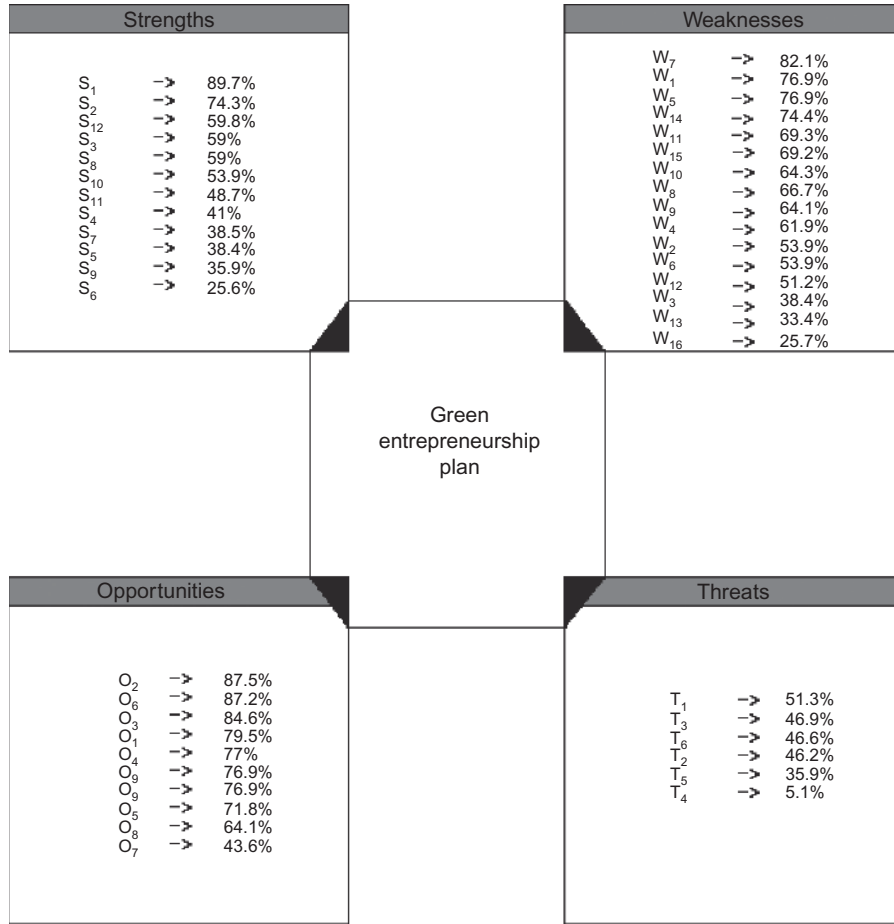 Strengths
S₁ –> 89.7%
S₂ –> 74.3%
S₁₂ –> 59.8%
S₃ –> 59%
S₈ –> 59%
S₁₀ –> 53.9%
S₁₁ –> 48.7%
S₄ –> 41%
S₇ –> 38.5%
S₅ –> 38.4%
S₉ –> 35.9%
S₆ –> 25.6%
Weaknesses
W₇ –> 82.1%
W₁ –> 76.9%
W₅ –> 76.9%
W₁₄ –> 74.4%
W₁₁ –> 69.3%
W₁₅ –> 69.2%
W₁₀ –> 64.3%
W₈ –> 66.7%
W₉ –> 64.1%
W₄ –> 61.9%
W₂ –> 53.9%
W₆ –> 53.9%
W₁₂ –> 51.2%
W₃ –> 38.4%
W₁₃ –> 33.4%
W₁₆ –> 25.7%
Green
entrepreneurship
plan
Opportunities
O₂ –> 87.5%
O₆ –> 87.2%
O₃ –> 84.6%
O₁ –> 79.5%
O₄ –> 77%
O₉ –> 76.9%
O₉ –> 76.9%
O₅ –> 71.8%
O₈ –> 64.1%
O₇ –> 43.6%
Threats
T₁ –> 51.3%
T₃ –> 46.9%
T₆ –> 46.6%
T₂ –> 46.2%
T₅ –> 35.9%
T₄ –> 5.1%